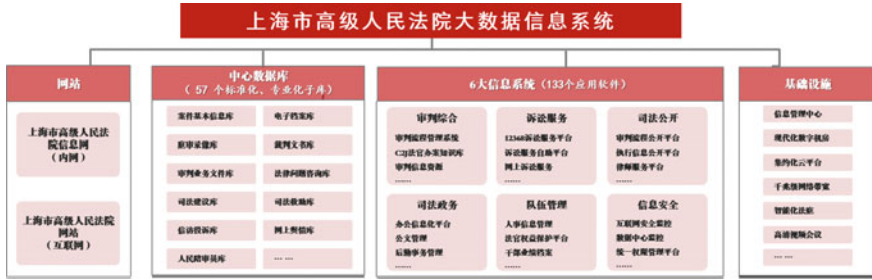 上海市高级人民法院大数据信息系统
网站
上海市高级人民法
院信息网
（内网）
上海市高级人民法院
网站
（互联网）
中心数据库
（ 57 个标准化、专业化子库）
案件基本信息库
电子档案库
庭审录像库
裁判文书库
审判业务文件库
法律问题咨询库
司法建议库
司法救助库
信访投诉库
网上舆情库
人民陪审员库
... ...
6大信息系统（133个应用软件）
审判综合
审判流程管理系统
C2J法官办案知识库
审判信息资源
......
诉讼服务
12368诉讼服务平台
诉讼服务自助平台
网上诉讼服务
......
司法公开
审判流程公开平台
执行信息公开平台
律师服务平台
......
司法政务
办公信息化平台
公文管理
后勤事务管理
......
队伍管理
人事信息管理
法官权益保护平台
干部业绩档案
......
信息安全
互联网安全监控
数据中心监控
统一权限管理平台
......
基础设施
信息管理中心
现代化数字机房
集约化云平台
千兆级网络带宽
智能化法庭
高清视频会议
... ...